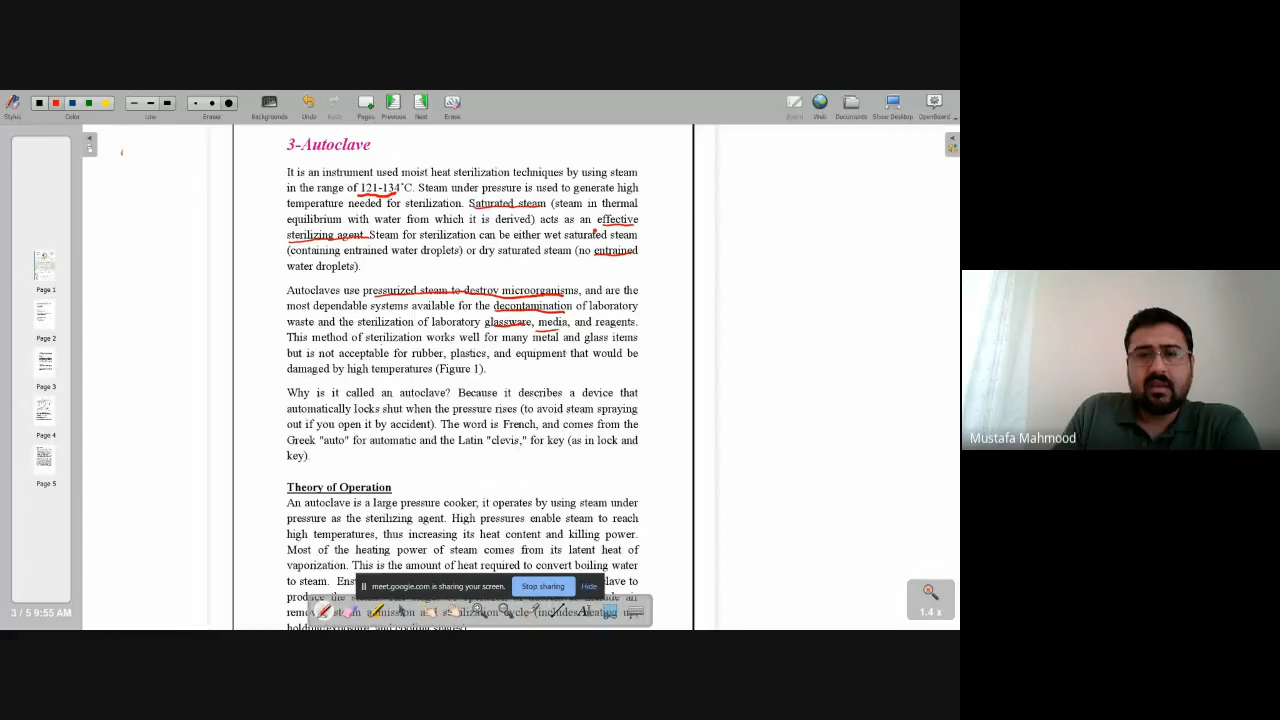 Stylus
Color
Line
Eraser
Backgrounds
Undo
Redo
Pages
Previous
Next
Erase
Board
Web
Documents
Show Desktop
OpenBoard
3-Autoclave
It is an instrument used moist heat sterilization techniques by using steam
in the range of 121-134˚C. Steam under pressure is used to generate high
temperature needed for sterilization. Saturated steam (steam in thermal
equilibrium with water from which it is derived) acts as an effective
sterilizing agent. Steam for sterilization can be either wet saturated steam
(containing entrained water droplets) or dry saturated steam (no entrained
water droplets).
Autoclaves use pressurized steam to destroy microorganisms, and are the
most dependable systems available for the decontamination of laboratory
waste and the sterilization of laboratory glassware, media, and reagents.
This method of sterilization works well for many metal and glass items
but is not acceptable for rubber, plastics, and equipment that would be
damaged by high temperatures (Figure 1).
Why is it called an autoclave? Because it describes a device that
automatically locks shut when the pressure rises (to avoid steam spraying
out if you open it by accident). The word is French, and comes from the
Greek "auto" for automatic and the Latin "clevis," for key (as in lock and
key).
Theory of Operation
An autoclave is a large pressure cooker, it operates by using steam under
pressure as the sterilizing agent. High pressures enable steam to reach
high temperatures, thus increasing its heat content and killing power.
Most of the heating power of steam comes from its latent heat of
vaporization. This is the amount of heat required to convert boiling water
to steam.
meet.google.com is sharing your screen.
Stop sharing
Hide
Page 1
Page 2
Page 3
Page 4
Page 5
3 / 5 9:55 AM
1.4 x
Mustafa Mahmood